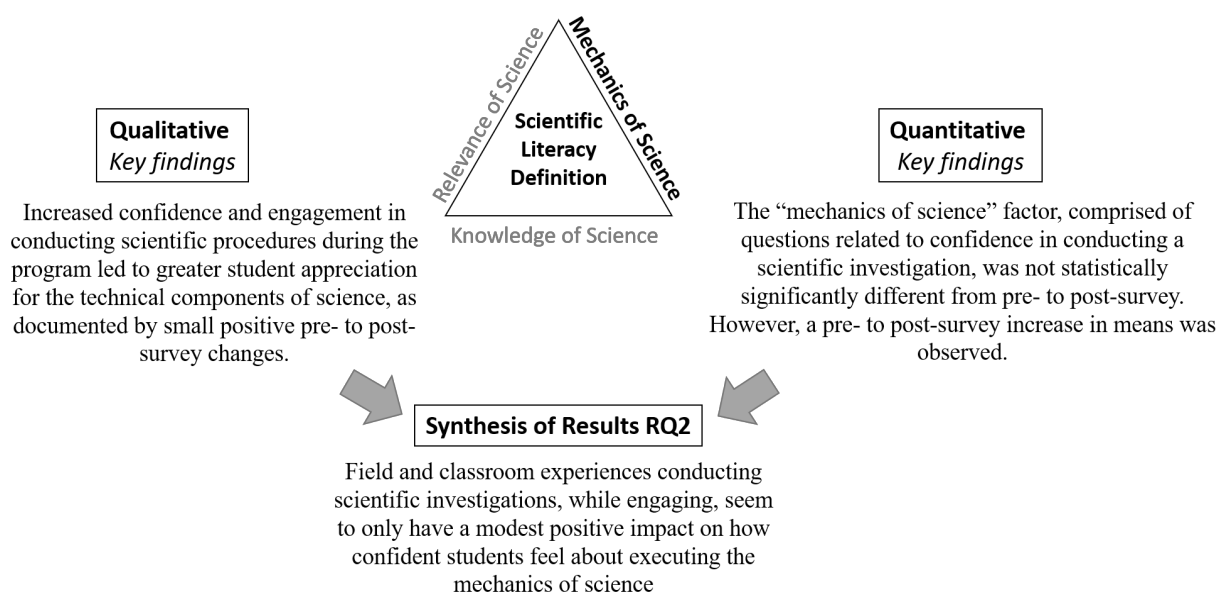 Relevance of Science
Mechanics of Science
Scientific
Literacy
Definition
Knowledge of Science
Qualitative
Key findings
Increased confidence and engagement in
conducting scientific procedures during the
program led to greater student appreciation
for the technical components of science, as
documented by small positive pre- to post-
survey changes.
Quantitative
Key findings
The “mechanics of science” factor, comprised of
questions related to confidence in conducting a
scientific investigation, was not statistically
significantly different from pre- to post-survey.
However, a pre- to post-survey increase in means was
observed.
Synthesis of Results RQ2
Field and classroom experiences conducting
scientific investigations, while engaging, seem
to only have a modest positive impact on how
confident students feel about executing the
mechanics of science